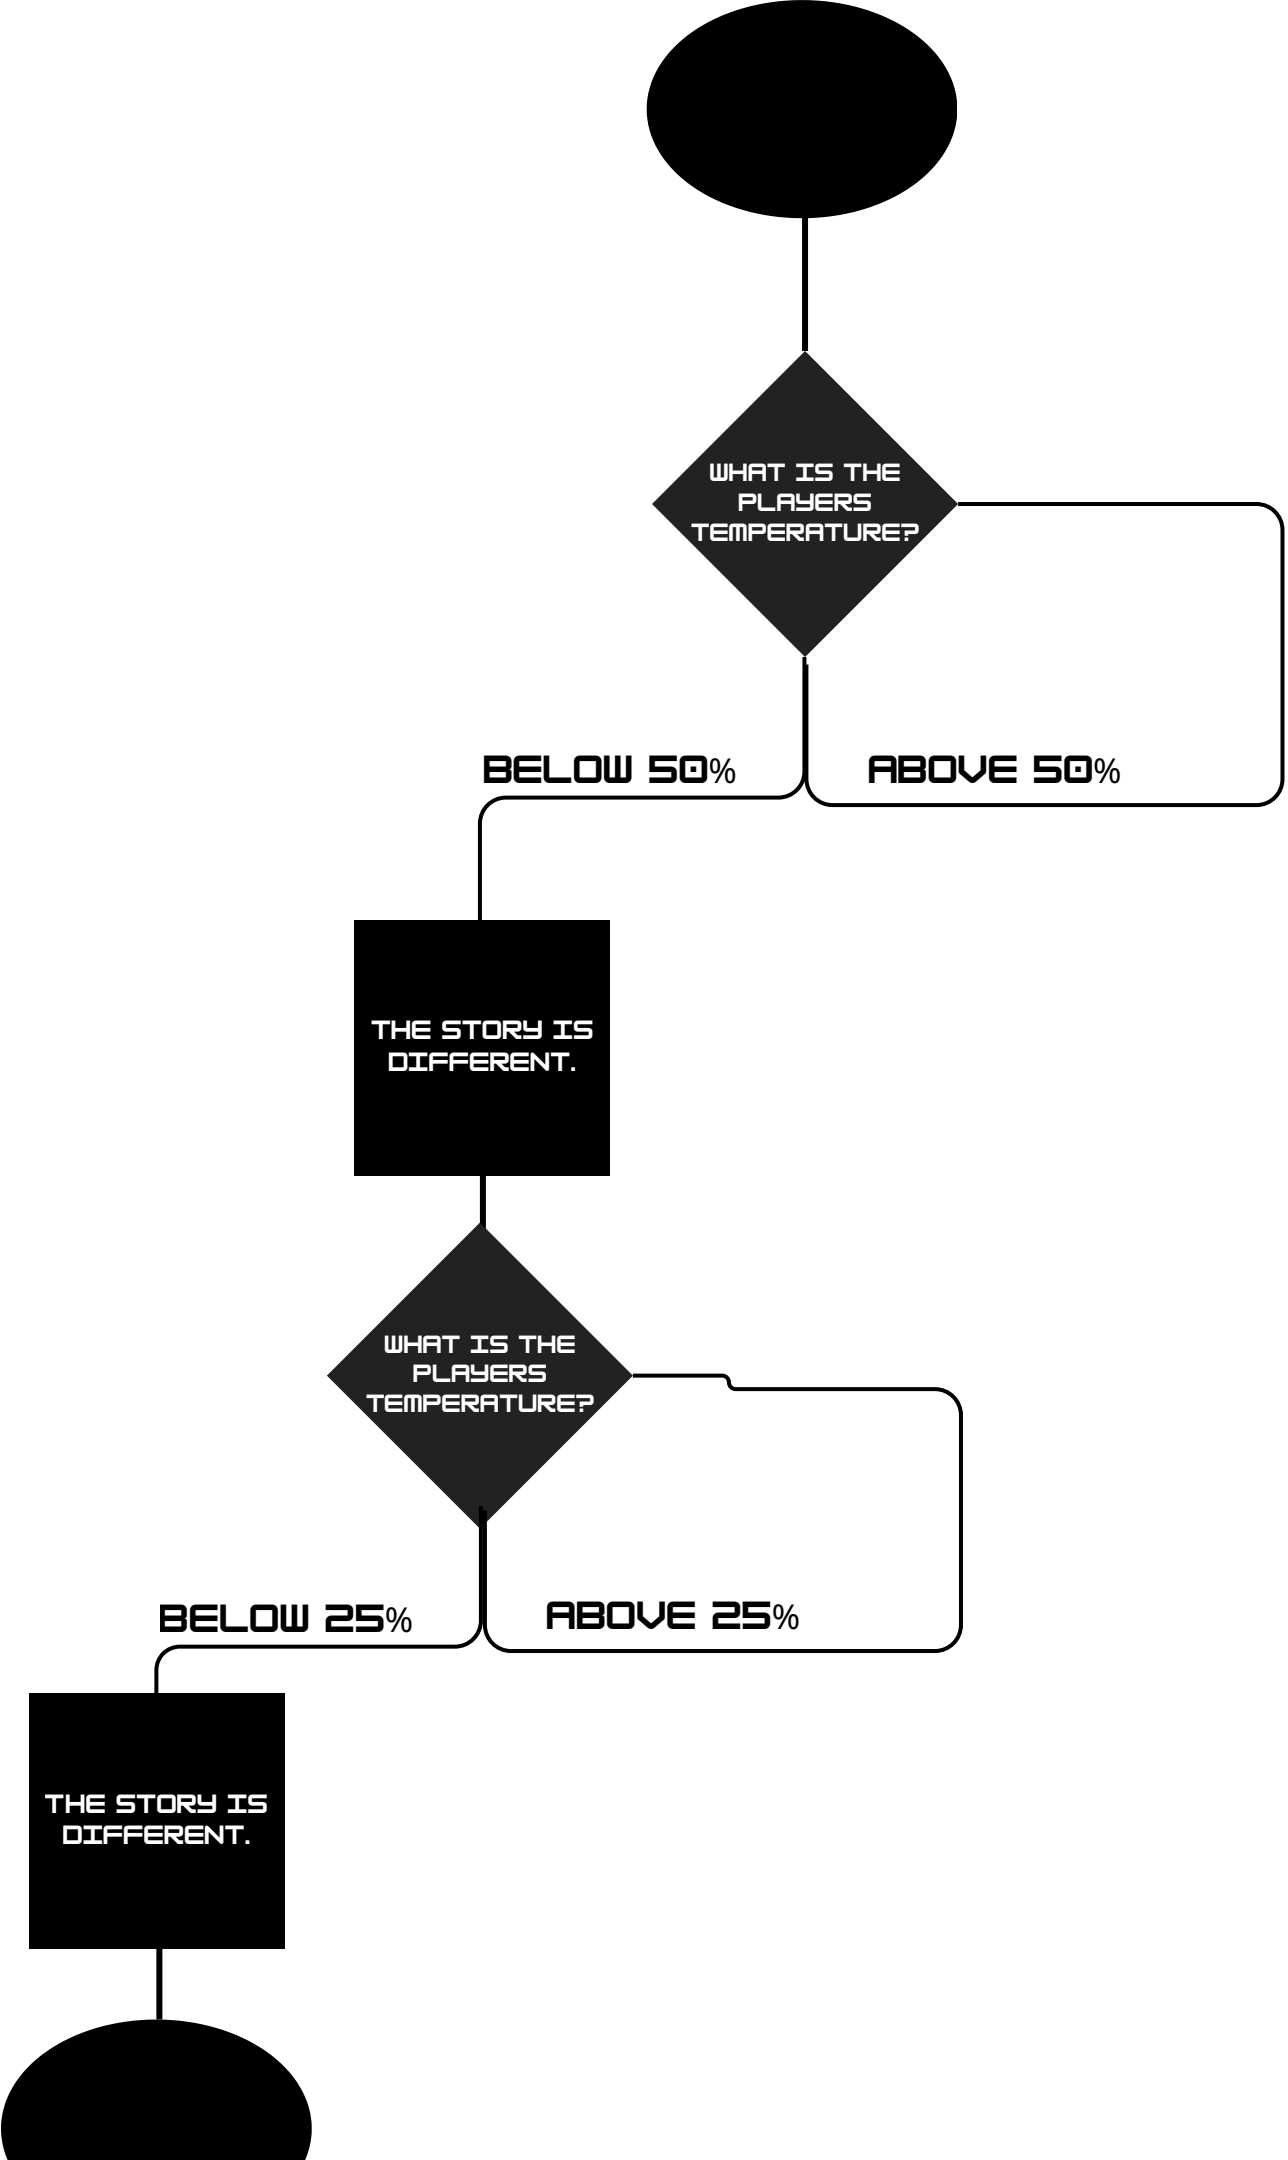 WHAT IS THE
PLAYERS
TEMPERATURE?
BELOW 50%
ABOVE 50%
THE STORY IS
DIFFERENT.
WHAT IS THE
PLAYERS
TEMPERATURE?
BELOW 25%
ABOVE 25%
THE STORY IS
DIFFERENT.